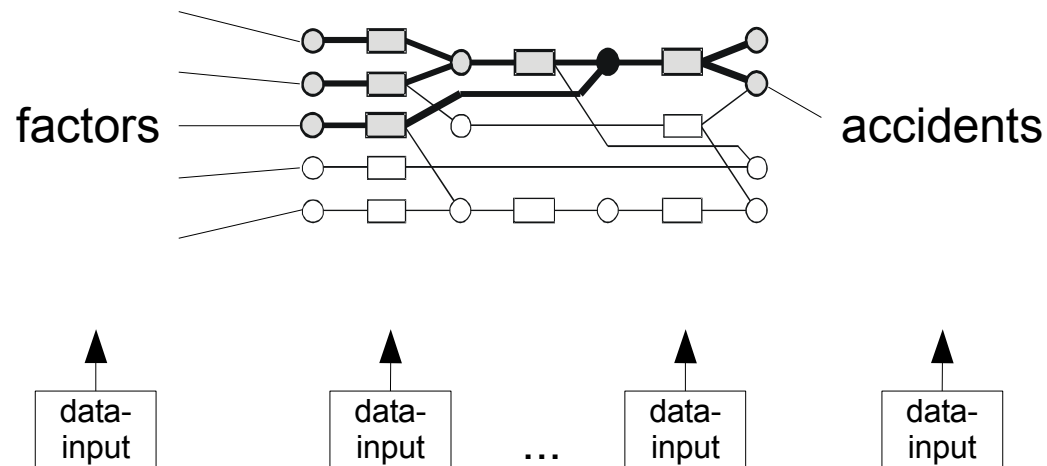 factors
accidents
data-
input
data-
input
...
data-
input
data-
input